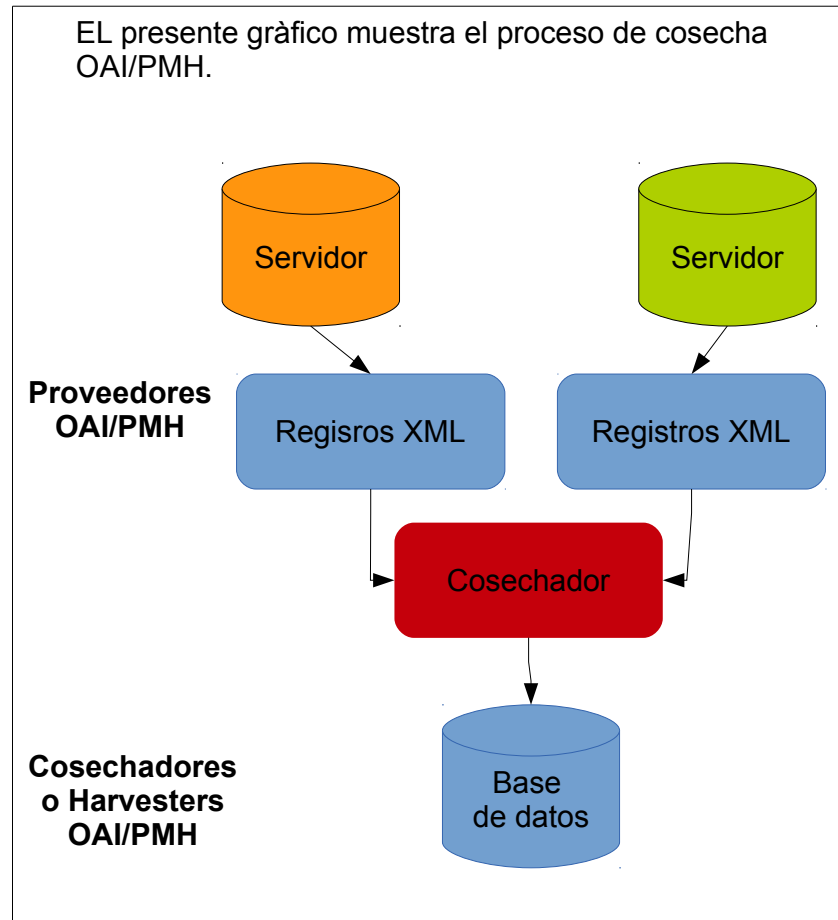 EL presente gràfico muestra el proceso de cosecha
OAI/PMH.
Servidor
Servidor
Proveedores
OAI/PMH
Regisros XML
Registros XML
Cosechador
Cosechadores
o Harvesters
OAI/PMH
Base
de datos